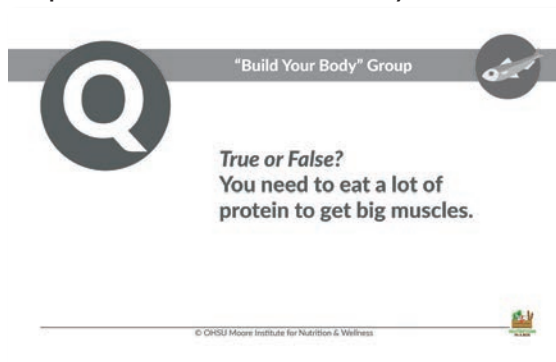 "Build Your Body" Group
Q
True or False?
You need to eat a lot of
protein to get big muscles.
© OHSU Moore Institute for Nutrition & Wellness